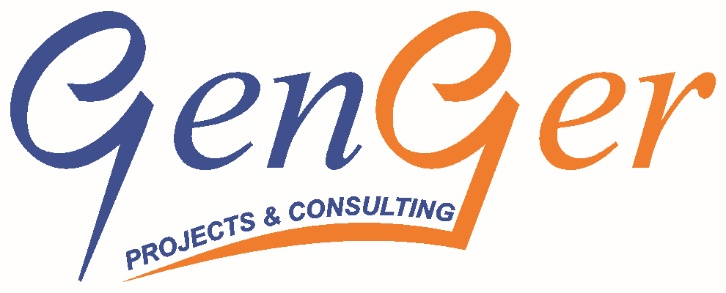 GenGer
PROJECTS & CONSULTING